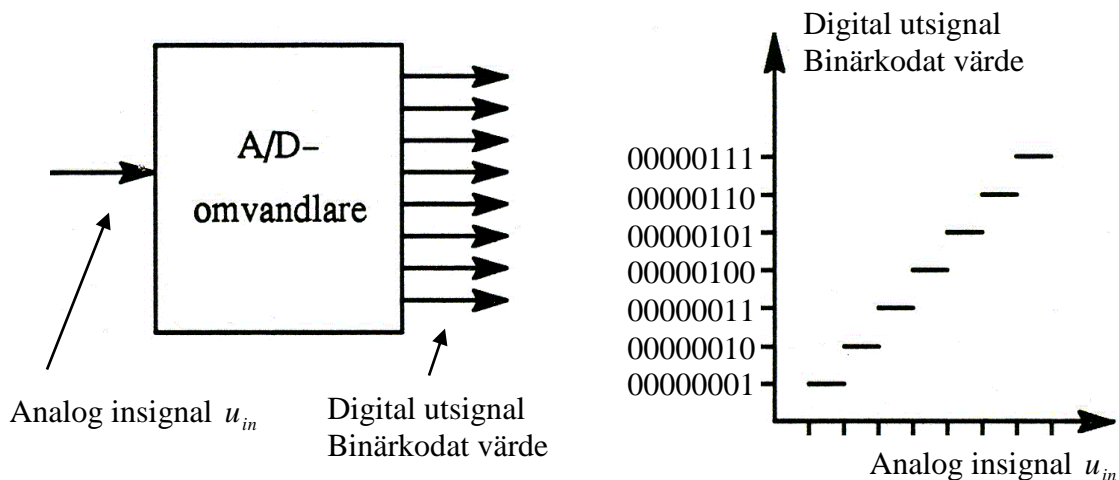 A/D-
omvandlare
Analog insignal u_in
Digital utsignal
Binärkodat värde
Digital utsignal
Binärkodat värde
00000111
00000110
00000101
00000100
00000011
00000010
00000001
Analog insignal u_in